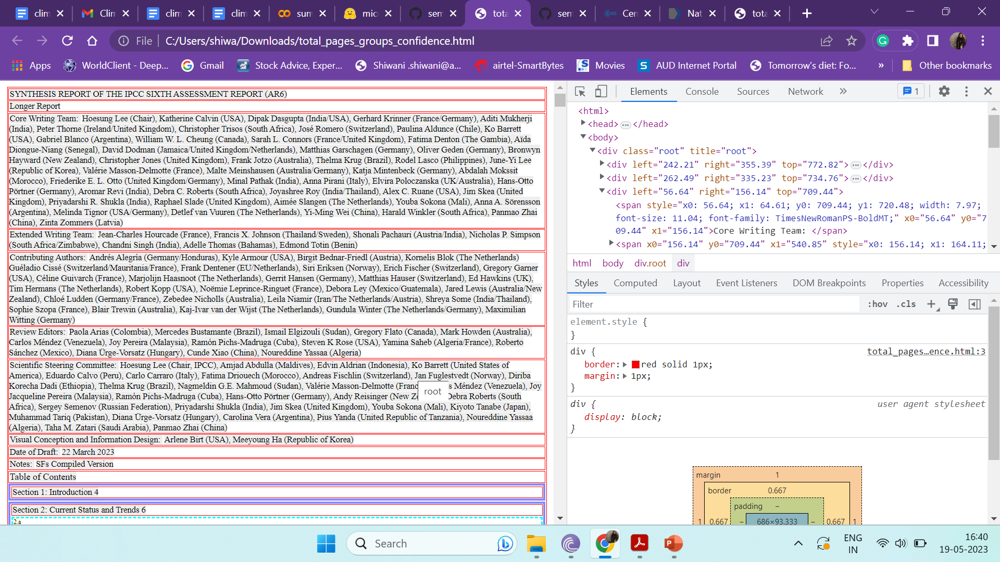 clim
Clim
clim
clim
sum
mic
sem
tota
sem
Cen
Nat
tota
File
C:/Users/shiwa/Downloads/total_pages_groups_confidence.html
Apps
WorldClient - Deep...
Gmail
Stock Advice, Exper...
Shiwani .shiwani@a...
airtel-SmartBytes
Movies
AUD Internet Portal
Tomorrow's diet: Fo...
»
Other bookmarks
SYNTHESIS REPORT OF THE IPCC SIXTH ASSESSMENT REPORT (AR6)
Longer Report
Core Writing Team: Hoesung Lee (Chair), Katherine Calvin (USA), Dipak Dasgupta (India/USA), Gerhard Krinner (France/Germany), Aditi Mukherji
(India), Peter Thorne (Ireland/United Kingdom), Christopher Trisos (South Africa), José Romero (Switzerland), Paulina Aldunce (Chile), Ko Barrett
(USA), Gabriel Blanco (Argentina), William W. L. Cheung (Canada), Sarah L. Connors (France/United Kingdom), Fatima Denton (The Gambia), Aïda
Diongue-Niang (Senegal), David Dodman (Jamaica/United Kingdom/Netherlands), Matthias Garschagen (Germany), Oliver Geden (Germany), Bronwyn
Hayward (New Zealand), Christopher Jones (United Kingdom), Frank Jotzo (Australia), Thelma Krug (Brazil), Rodel Lasco (Philippines), June-Yi Lee
(Republic of Korea), Valérie Masson-Delmotte (France), Malte Meinshausen (Australia/Germany), Katja Mintenbeck (Germany), Abdalah Mokssit
(Morocco), Friederike E. L. Otto (United Kingdom/Germany), Minal Pathak (India), Anna Pirani (Italy), Elvira Poloczanska (UK/Australia), Hans-Otto
Pörtner (Germany), Aromar Revi (India), Debra C. Roberts (South Africa), Joyashree Roy (India/Thailand), Alex C. Ruane (USA), Jim Skea (United
Kingdom), Priyadarshi R. Shukla (India), Raphael Slade (United Kingdom), Aimée Slangen (The Netherlands), Youba Sokona (Mali), Anna A. Sörensson
(Argentina), Melinda Tignor (USA/Germany), Detlef van Vuuren (The Netherlands), Yi-Ming Wei (China), Harald Winkler (South Africa), Panmao Zhai
(China), Zinta Zommers (Latvia)
Extended Writing Team: Jean-Charles Hourcade (France), Francis X. Johnson (Thailand/Sweden), Shonali Pachauri (Austria/India), Nicholas P. Simpson
(South Africa/Zimbabwe), Chandni Singh (India), Adelle Thomas (Bahamas), Edmond Totin (Benin)
Contributing Authors: Andrés Alegría (Germany/Honduras), Kyle Armour (USA), Birgit Bednar-Friedl (Austria), Kornelis Blok (The Netherlands)
Guéladio Cissé (Switzerland/Mauritania/France), Frank Dentener (EU/Netherlands), Siri Eriksen (Norway), Erich Fischer (Switzerland), Gregory Garner
(USA), Céline Guivarch (France), Marjolijn Haasnoot (The Netherlands), Gerrit Hansen (Germany), Matthias Hauser (Switzerland), Ed Hawkins (UK),
Tim Hermans (The Netherlands), Robert Kopp (USA), Noëmie Leprince-Ringuet (France), Debora Ley (Mexico/Guatemala), Jared Lewis (Australia/New
Zealand), Chloé Ludden (Germany/France), Zebedee Nicholls (Australia), Leila Niamir (Iran/The Netherlands/Austria), Shreya Some (India/Thailand),
Sophie Szopa (France), Blair Trewin (Australia), Kaj-Ivar van der Wijst (The Netherlands), Gundula Winter (The Netherlands/Germany), Maximilian
Witting (Germany)
Review Editors: Paola Arias (Colombia), Mercedes Bustamante (Brazil), Ismail Elgizouli (Sudan), Gregory Flato (Canada), Mark Howden (Australia),
Carlos Méndez (Venezuela), Joy Pereira (Malaysia), Ramón Pichs-Madruga (Cuba), Steven K Rose (USA), Yamina Saheb (Algeria/France), Roberto
Sánchez (Mexico), Diana Ürge-Vorsatz (Hungary), Cunde Xiao (China), Noureddine Yassaa (Algeria)
Scientific Steering Committee: Hoesung Lee (Chair, IPCC), Amjad Abdulla (Maldives), Edvin Aldrian (Indonesia), Ko Barrett (United States of
America), Eduardo Calvo (Peru), Carlo Carraro (Italy), Fatima Driouech (Morocco), Andreas Fischlin (Switzerland), Jan Fuglestvedt (Norway), Diriba
Korecha Dadi (Ethiopia), Thelma Krug (Brazil), Nagmeldin G.E. Mahmoud (Sudan), Valérie Masson-Delmotte (Franc s Méndez (Venezuela), Joy
Jacqueline Pereira (Malaysia), Ramón Pichs-Madruga (Cuba), Hans-Otto Pörtner (Germany), Andy Reisinger (New Ze root Debra Roberts (South
Africa), Sergey Semenov (Russian Federation), Priyadarshi Shukla (India), Jim Skea (United Kingdom), Youba Sokona (Mali), Kiyoto Tanabe (Japan),
Muhammad Tariq (Pakistan), Diana Ürge-Vorsatz (Hungary), Carolina Vera (Argentina), Pius Yanda (United Republic of Tanzania), Noureddine Yassaa
(Algeria), Taha M. Zatari (Saudi Arabia), Panmao Zhai (China)
Visual Conception and Information Design: Arlene Birt (USA), Meeyoung Ha (Republic of Korea)
Date of Draft: 22 March 2023
Notes: SFs Compiled Version
Table of Contents
Section 1: Introduction 4
Section 2: Current Status and Trends 6
2.a
Elements
Console
Sources
Network
»
1
<html>
<head> … </head>
<body>
<div class="root" title="root">
<div left="242.21" right="355.39" top="772.82"> … </div>
<div left="262.49" right="335.23" top="734.76"> … </div>
<div left="56.64" right="156.14" top="709.44">
<span style="x0: 56.64; x1: 64.61; y0: 709.44; y1: 720.48; width: 7.97;
font-size: 11.04; font-family: TimesNewRomanPS-BoldMT;" x0="56.64" y0="7
09.44" x1="156.14">Core Writing Team: </span>
<span x0="156.14" y0="709.44" x1="540.85" style="x0: 156.14; x1: 164.11;
html
body
div.root
div
Styles
Computed
Layout
Event Listeners
DOM Breakpoints
Properties
Accessibility
Filter
:hov
.cls
element.style {
}
div {
total_pages…ence.html:3
border: red solid 1px;
margin: 1px;
}
div {
user agent stylesheet
display: block;
}
margin 1
border 0.667
padding –
1 0.667 – 686×93.333 – 0.667 1
Search
ENG
IN
16:40
19-05-2023